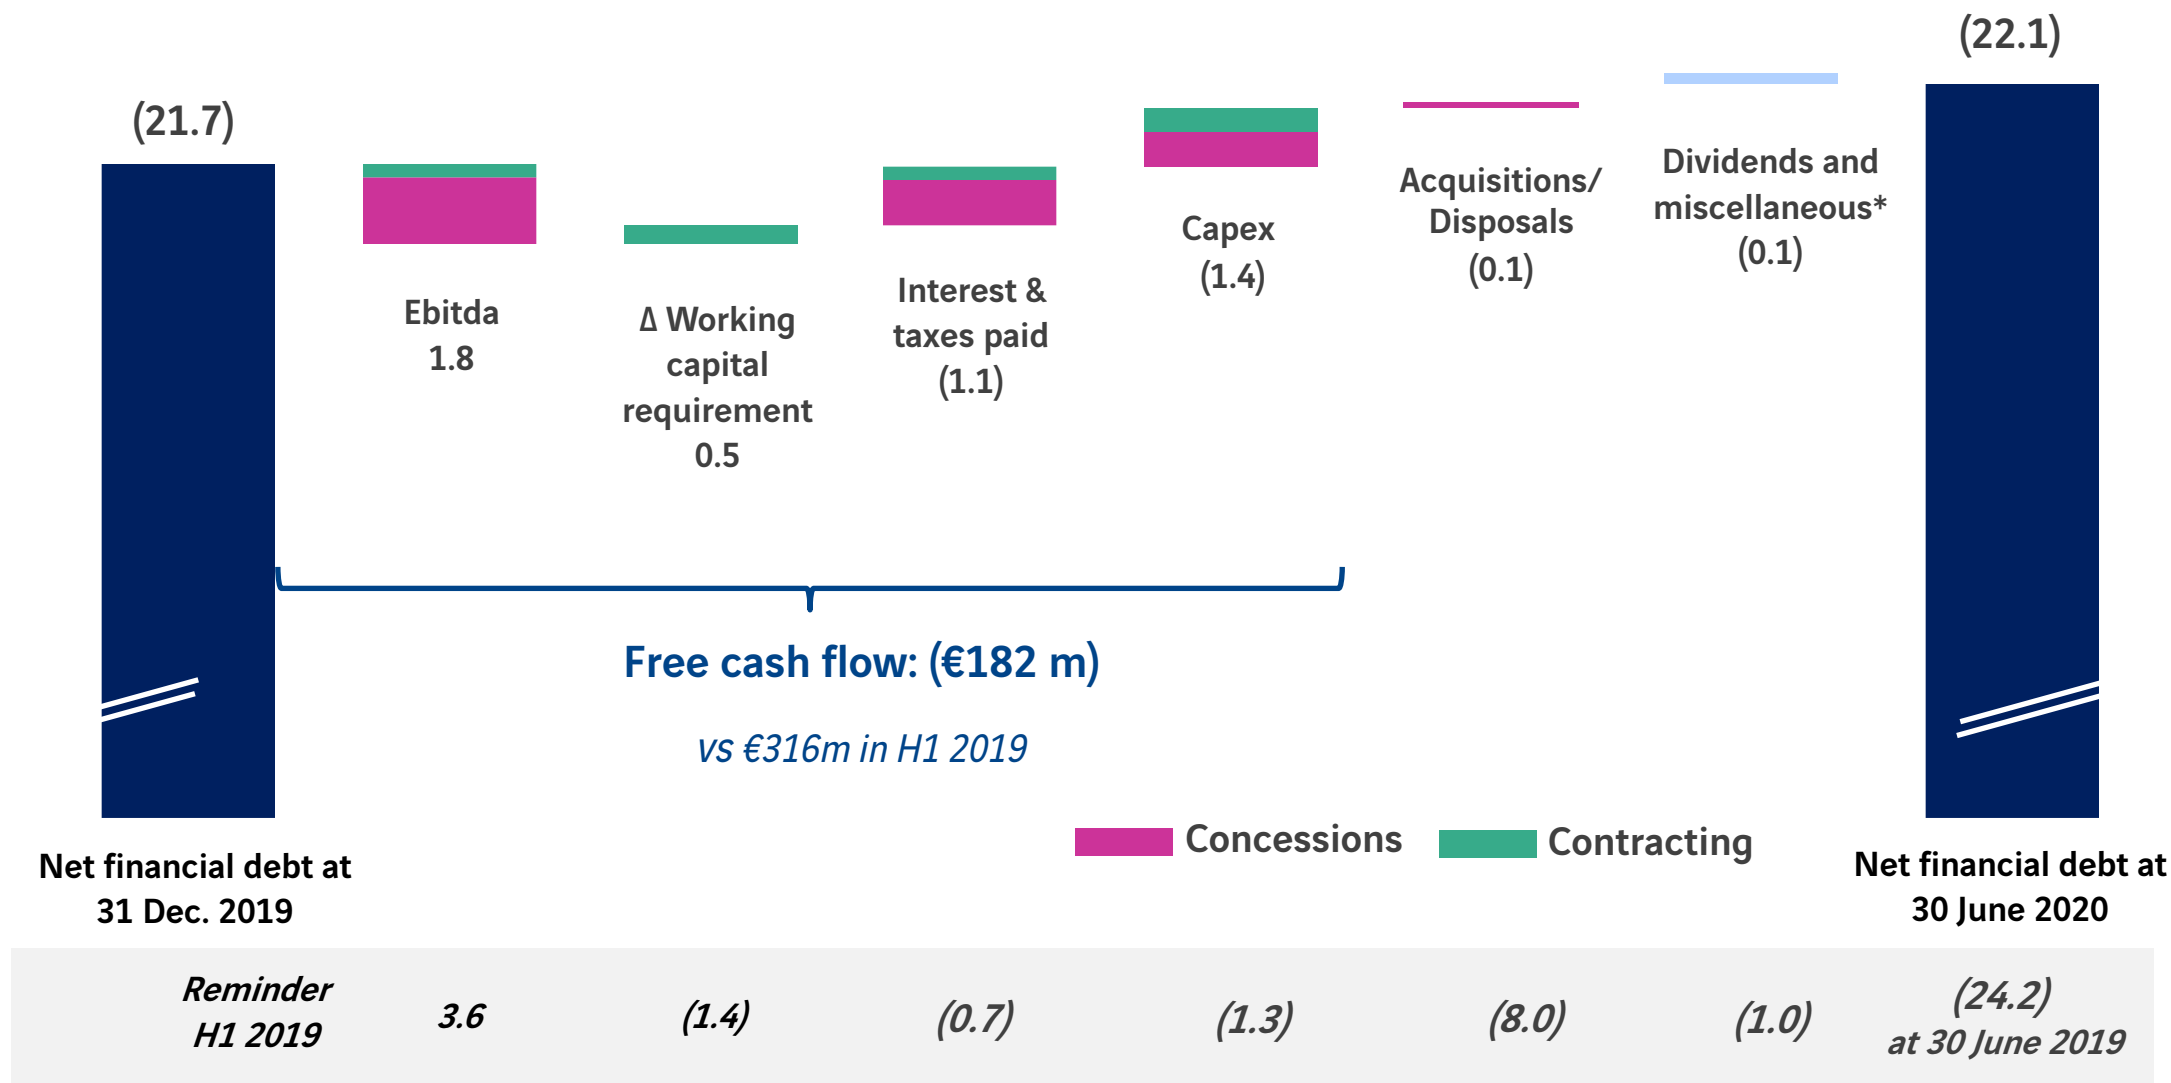 (21.7)
Ebitda
1.8
Δ Working
capital
requirement
0.5
Interest &
taxes paid
(1.1)
Capex
(1.4)
Acquisitions/
Disposals
(0.1)
Dividends and
miscellaneous*
(0.1)
(22.1)
Free cash flow: (€182 m)
vs €316m in H1 2019
Concessions
Contracting
Net financial debt at
31 Dec. 2019
Net financial debt at
30 June 2020
Reminder
H1 2019
3.6
(1.4)
(0.7)
(1.3)
(8.0)
(1.0)
(24.2)
at 30 June 2019